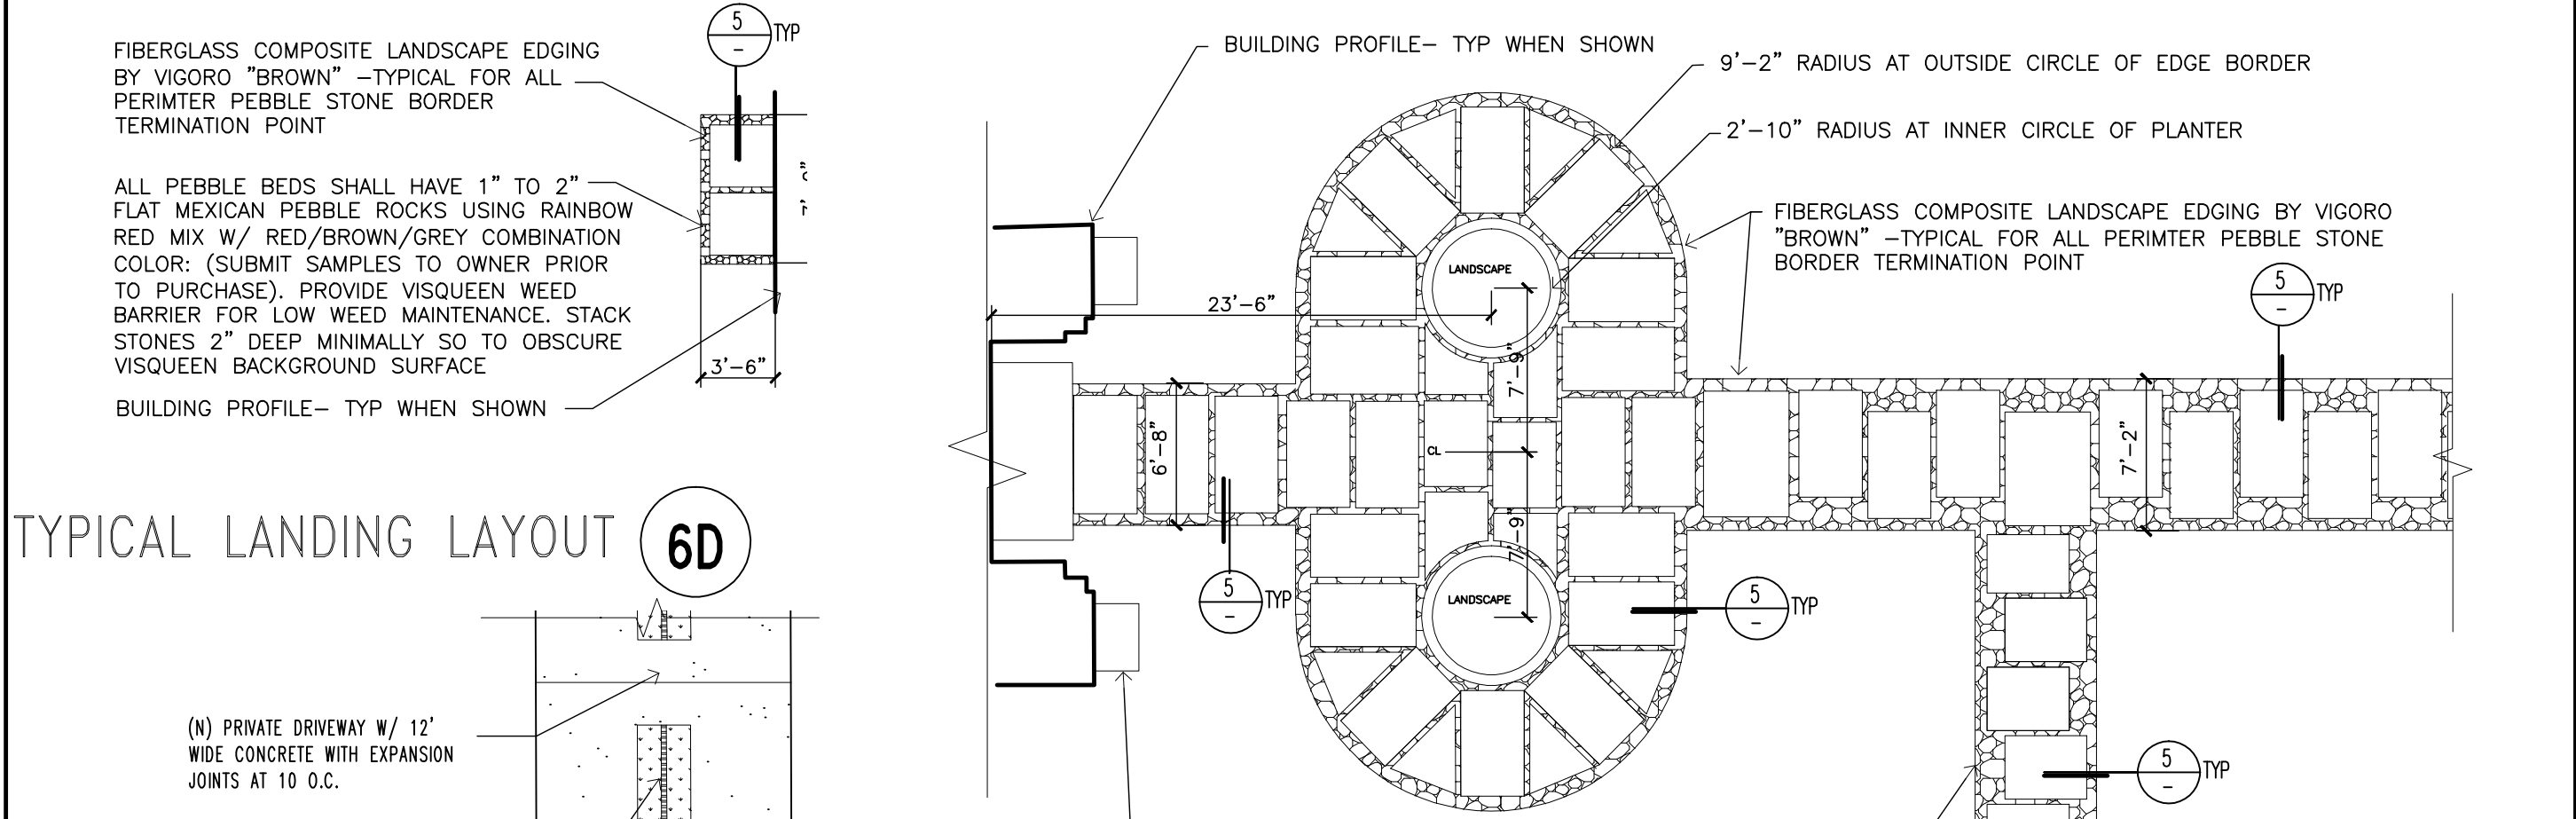 5
-
TYP
FIBERGLASS COMPOSITE LANDSCAPE EDGING
BY VIGORO "BROWN" -TYPICAL FOR ALL
PERIMTER PEBBLE STONE BORDER
TERMINATION POINT
ALL PEBBLE BEDS SHALL HAVE 1" TO 2"
FLAT MEXICAN PEBBLE ROCKS USING RAINBOW
RED MIX W/ RED/BROWN/GREY COMBINATION
COLOR: (SUBMIT SAMPLES TO OWNER PRIOR
TO PURCHASE). PROVIDE VISQUEEN WEED
BARRIER FOR LOW WEED MAINTENANCE. STACK
STONES 2" DEEP MINIMALLY SO TO OBSCURE
VISQUEEN BACKGROUND SURFACE
3'-6"
BUILDING PROFILE- TYP WHEN SHOWN
TYPICAL LANDING LAYOUT
6D
(N) PRIVATE DRIVEWAY W/ 12'
WIDE CONCRETE WITH EXPANSION
JOINTS AT 10 O.C.
BUILDING PROFILE- TYP WHEN SHOWN
9'-2" RADIUS AT OUTSIDE CIRCLE OF EDGE BORDER
2'-10" RADIUS AT INNER CIRCLE OF PLANTER
FIBERGLASS COMPOSITE LANDSCAPE EDGING BY VIGORO
"BROWN" -TYPICAL FOR ALL PERIMTER PEBBLE STONE
BORDER TERMINATION POINT
5
-
TYP
LANDSCAPE
23'-6"
7'-9"
6'-8"
CL
7'-2"
7'-9"
LANDSCAPE
5
-
TYP
5
-
TYP
5
-
TYP